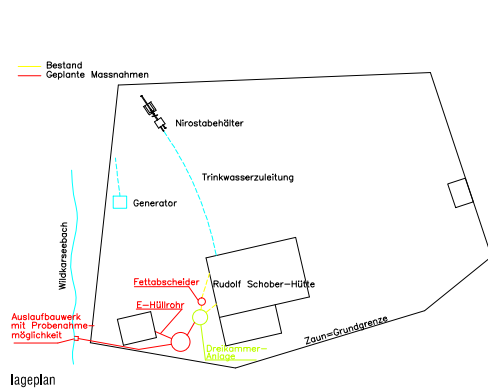 Bestand
Geplante Massnahmen
Nirostabehälter
Trinkwasserzuleitung
Generator
Wildkarseebach
Fettabscheider
Rudolf Schober-Hütte
E-Hüllrohr
Auslaufbauwerk
mit Probenahme-
möglichkeit
Dreikammer-
Anlage
Zaun=Grundgrenze
lageplan